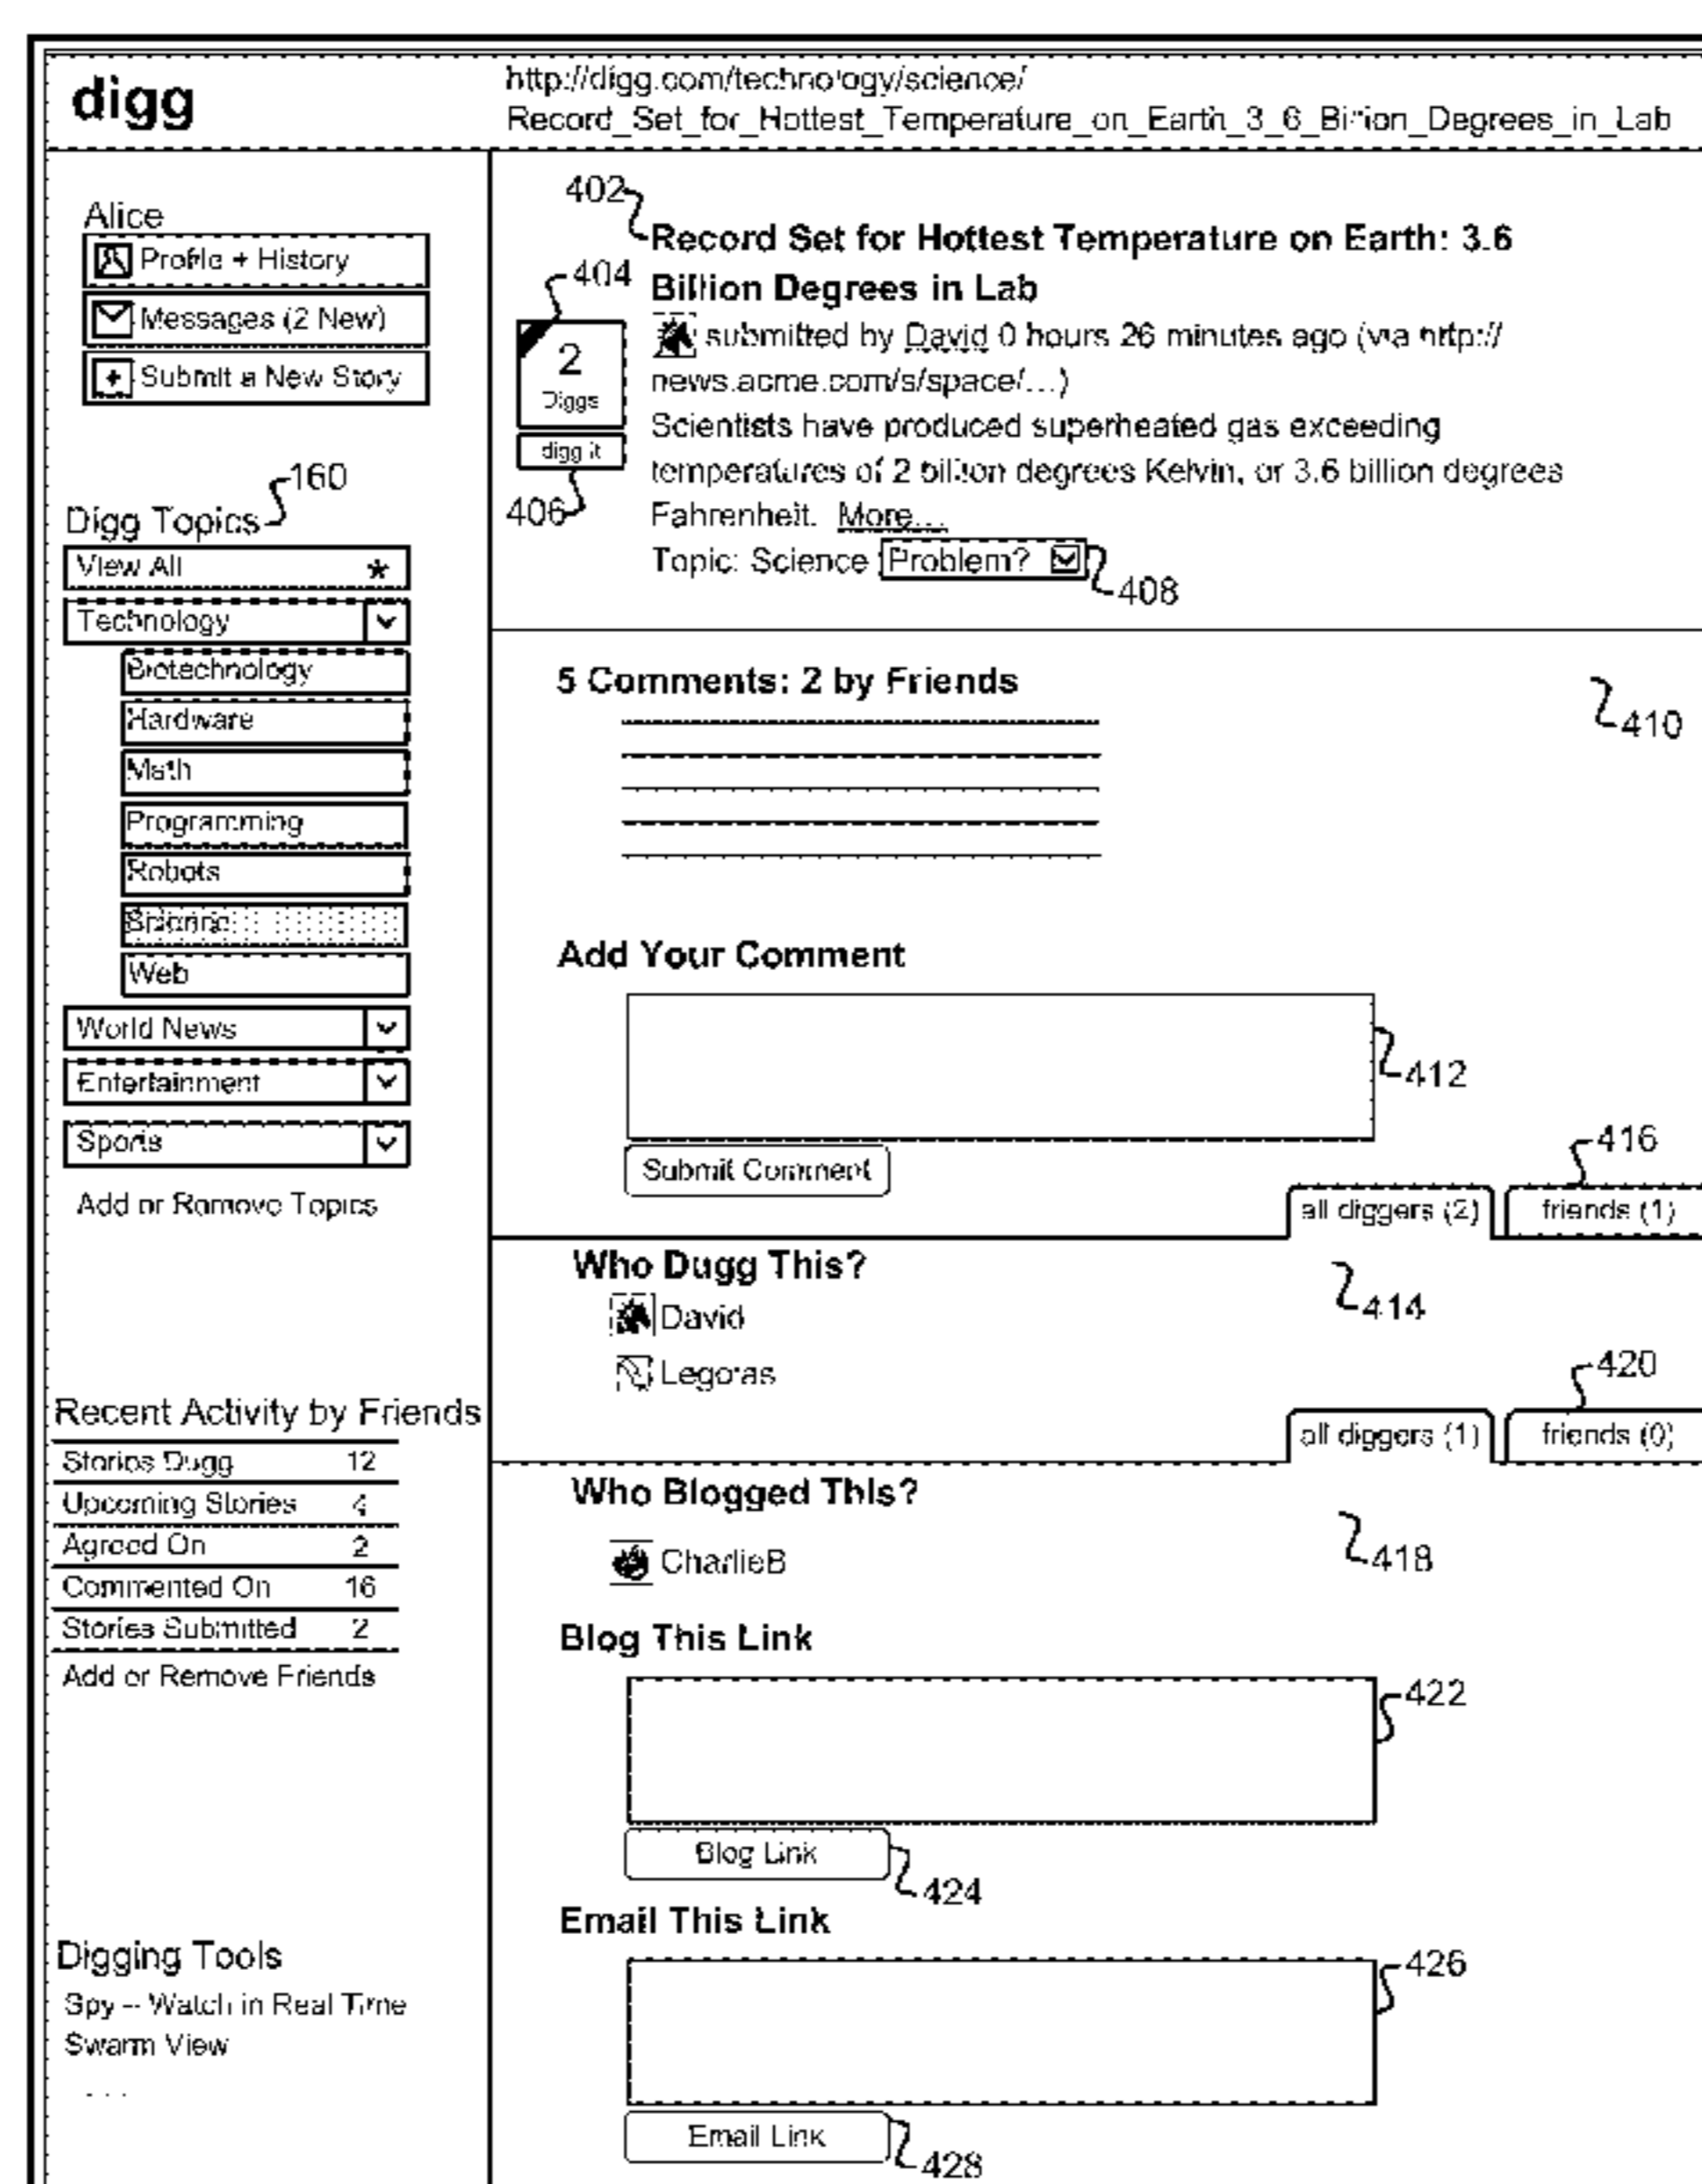 digg
http://digg.com/technology/science/
Record_Set_for_Hottest_Temperature_on_Earth_3_6_Billion_Degrees_in_Lab
Alice
Profile + History
Messages (2 New)
Submit a New Story
160
Digg Topics
View All *
Technology
Biotechnology
Hardware
Math
Programming
Robots
Science
Web
World News
Entertainment
Sports
Add or Remove Topics
Recent Activity by Friends
Stories Dugg 12
Upcoming Stories 4
Agreed On 2
Commented On 16
Stories Submitted 2
Add or Remove Friends
Digging Tools
Spy -- Watch in Real Time
Swarm View
. . .
402
Record Set for Hottest Temperature on Earth: 3.6
Billion Degrees in Lab
404
2
Diggs
digg it
406
submitted by David 0 hours 26 minutes ago (via http://
news.acme.com/s/space/...)
Scientists have produced superheated gas exceeding
temperatures of 2 billion degrees Kelvin, or 3.6 billion degrees
Fahrenheit. More...
Topic: Science Problem?
408
5 Comments: 2 by Friends
410
Add Your Comment
412
Submit Comment
416
all diggers (2) friends (1)
Who Dugg This?
414
David
Legolas
420
all diggers (1) friends (0)
Who Blogged This?
418
CharlieB
Blog This Link
422
Blog Link
424
Email This Link
426
Email Link
428